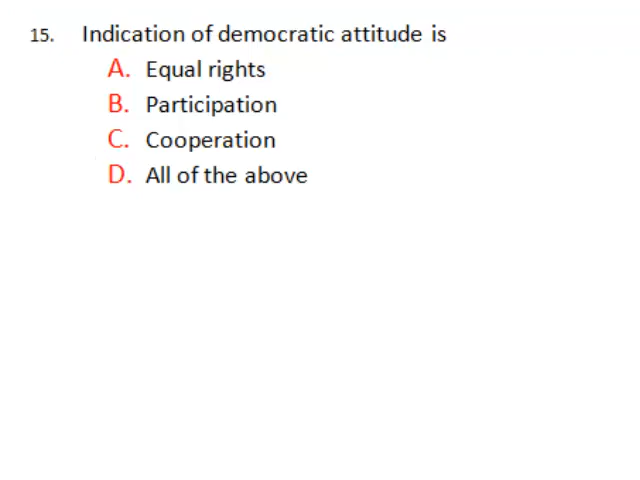 15. Indication of democratic attitude is
A. Equal rights
B. Participation
C. Cooperation
D. All of the above